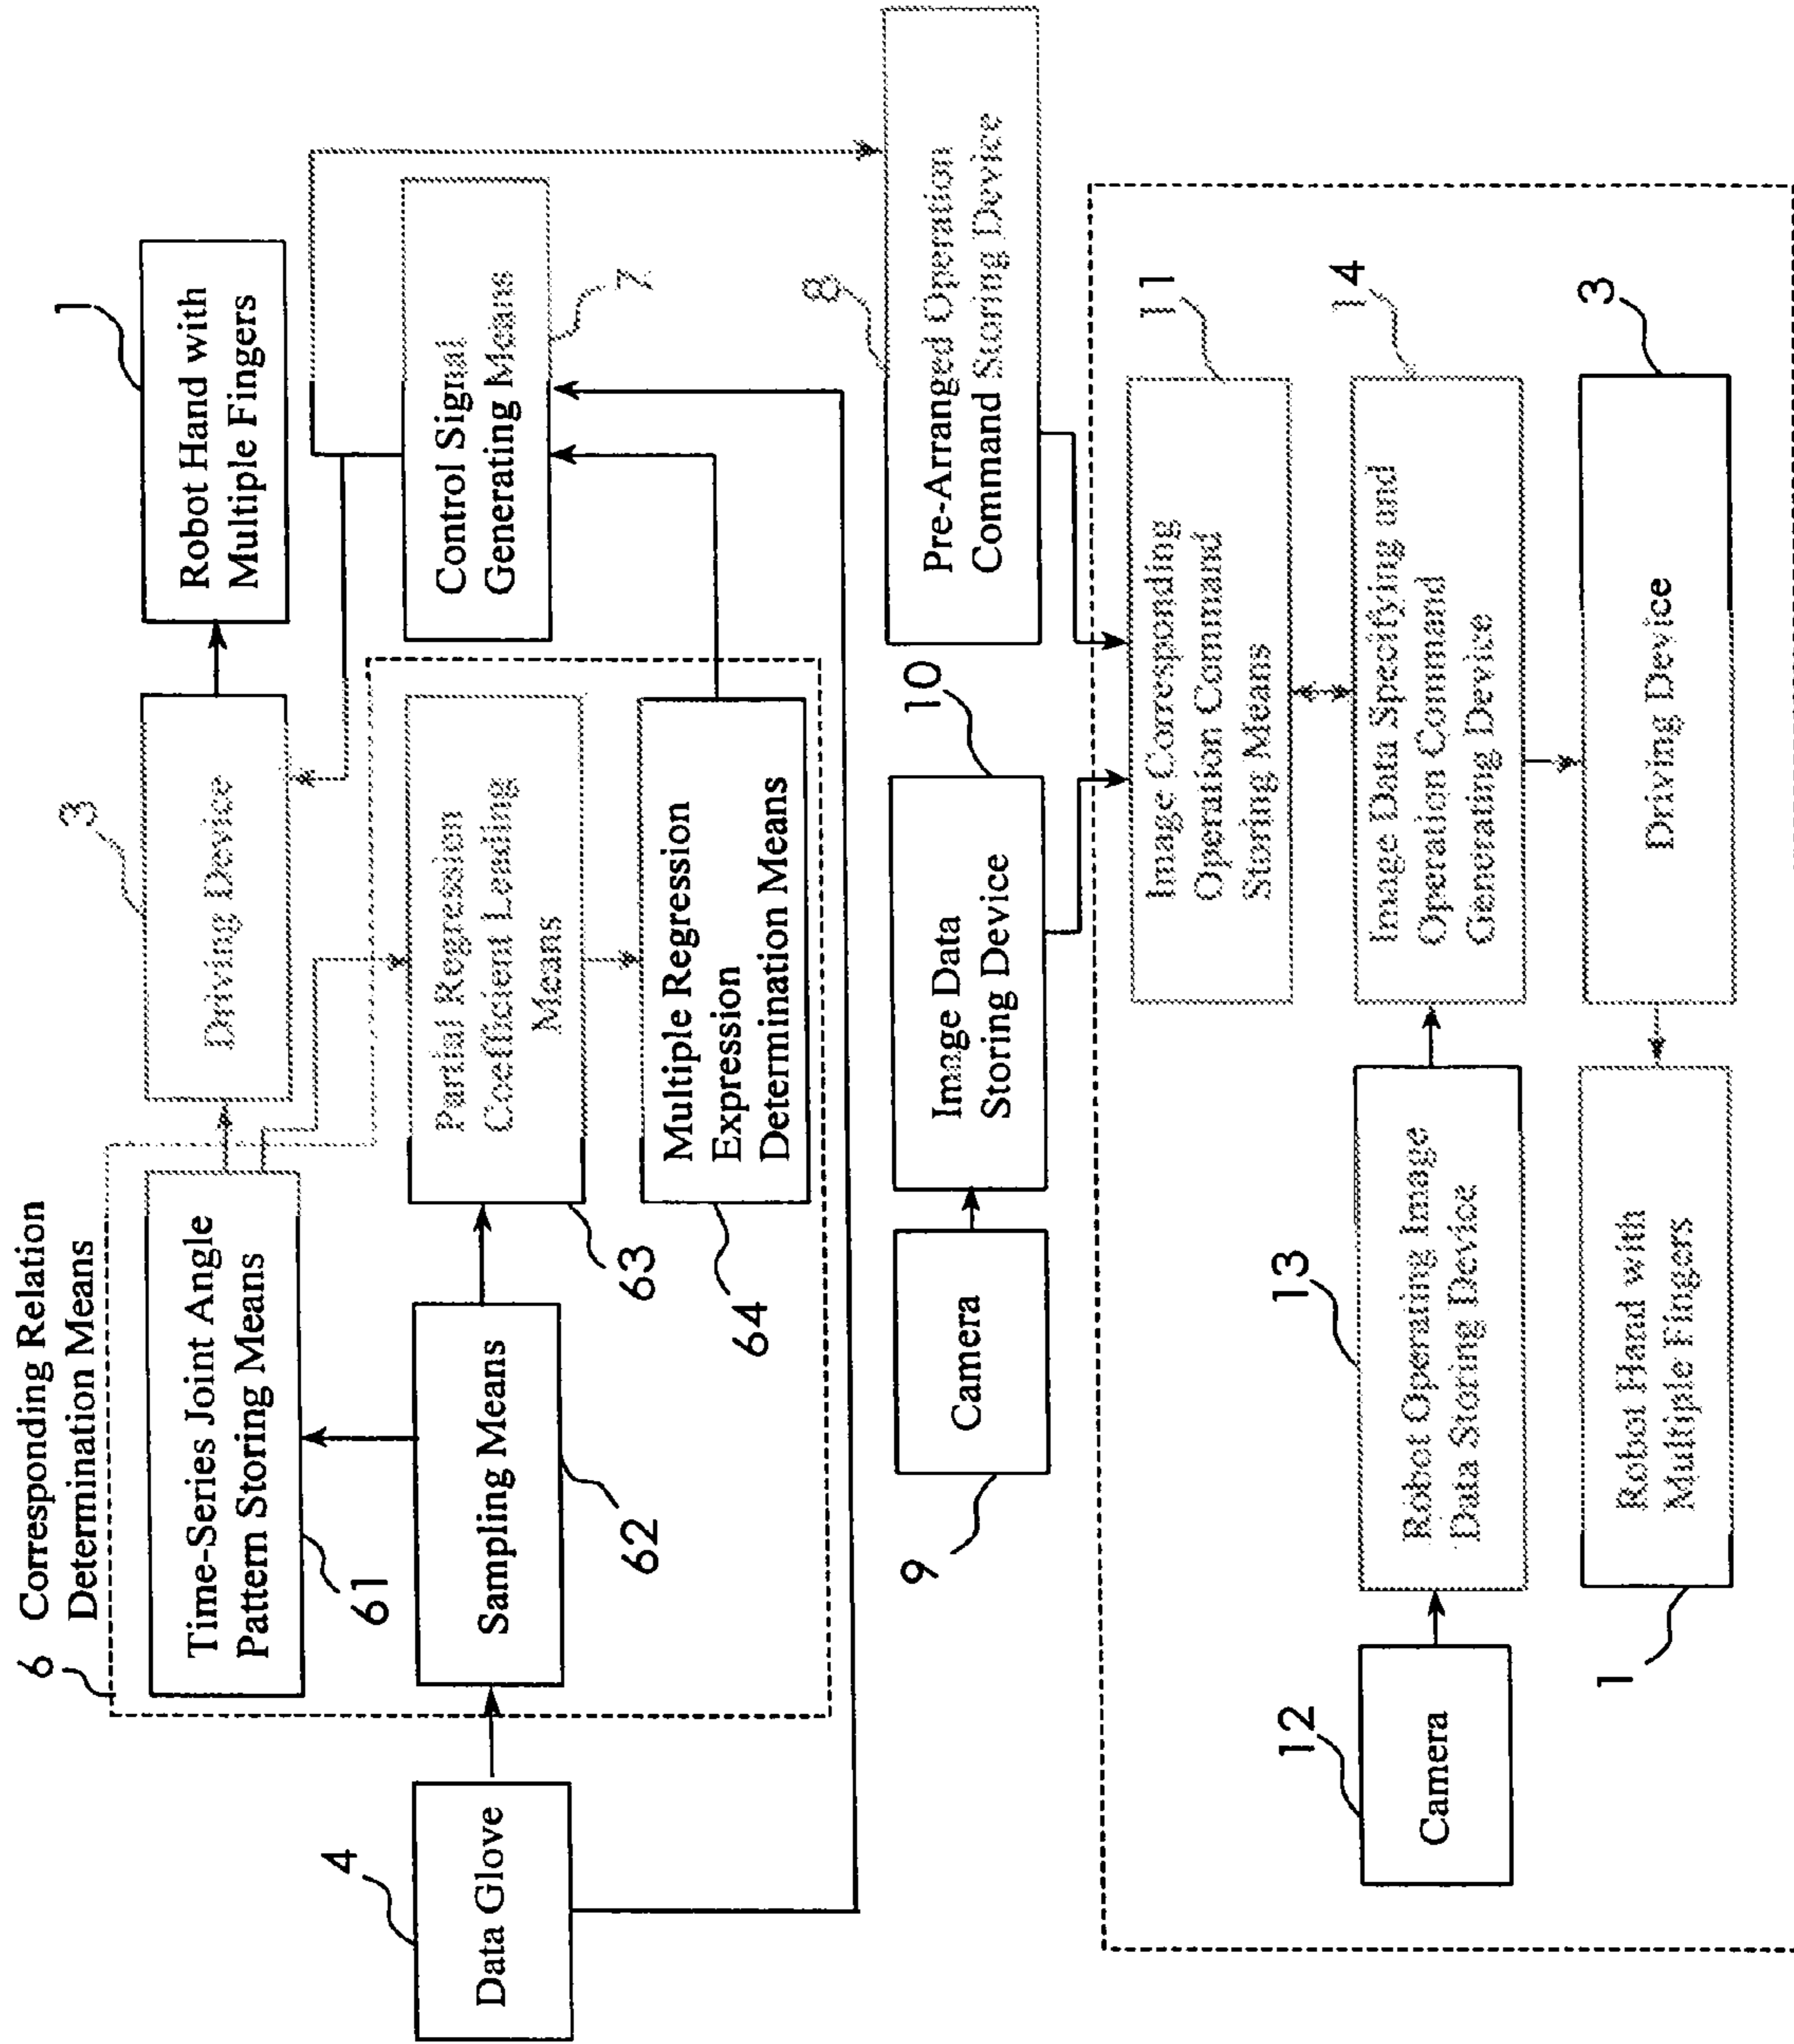 6 Corresponding Relation
Determination Means
Time-Series Joint Angle
Pattern Storing Means
61
3
Driving Device
1
Robot Hand with
Multiple Fingers
4
Data Glove
Sampling Means
62
Partial Regression
Coefficient Leading
Means
63
Control Signal
Generating Means
7
Multiple Regression
Expression
Determination Means
64
9
Camera
10
Image Data
Storing Device
8
Pre-Arranged Operation
Command Storing Device
Image Corresponding
Operation Command
Storing Means
11
12
Camera
13
Robot Operating Image
Data Storing Device
Image Data Specifying and
Operation Command
Generating Device
14
1
Robot Hand with
Multiple Fingers
Driving Device
3